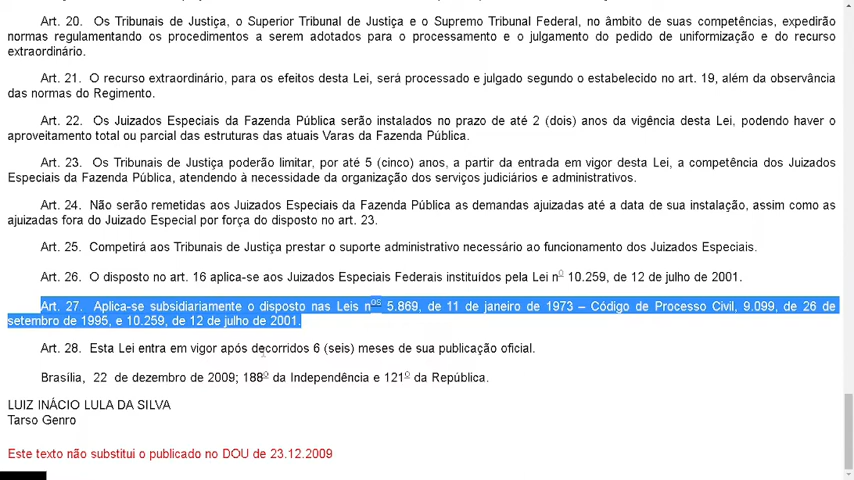 Art. 20.  Os Tribunais de Justiça, o Superior Tribunal de Justiça e o Supremo Tribunal Federal, no âmbito de suas competências, expedirão
normas regulamentando os procedimentos a serem adotados para o processamento e o julgamento do pedido de uniformização e do recurso
extraordinário.
Art. 21.  O recurso extraordinário, para os efeitos desta Lei, será processado e julgado segundo o estabelecido no art. 19, além da observância
das normas do Regimento.
Art. 22.  Os Juizados Especiais da Fazenda Pública serão instalados no prazo de até 2 (dois) anos da vigência desta Lei, podendo haver o
aproveitamento total ou parcial das estruturas das atuais Varas da Fazenda Pública.
Art. 23.  Os Tribunais de Justiça poderão limitar, por até 5 (cinco) anos, a partir da entrada em vigor desta Lei, a competência dos Juizados
Especiais da Fazenda Pública, atendendo à necessidade da organização dos serviços judiciários e administrativos.
Art. 24.  Não serão remetidas aos Juizados Especiais da Fazenda Pública as demandas ajuizadas até a data de sua instalação, assim como as
ajuizadas fora do Juizado Especial por força do disposto no art. 23.
Art. 25.  Competirá aos Tribunais de Justiça prestar o suporte administrativo necessário ao funcionamento dos Juizados Especiais.
Art. 26.  O disposto no art. 16 aplica-se aos Juizados Especiais Federais instituídos pela Lei nº 10.259, de 12 de julho de 2001.
Art. 27.  Aplica-se subsidiariamente o disposto nas Leis nos 5.869, de 11 de janeiro de 1973 – Código de Processo Civil, 9.099, de 26 de
setembro de 1995, e 10.259, de 12 de julho de 2001.
Art. 28.  Esta Lei entra em vigor após decorridos 6 (seis) meses de sua publicação oficial.
Brasília,  22  de dezembro de 2009; 188º da Independência e 121º da República.
LUIZ INÁCIO LULA DA SILVA
Tarso Genro
Este texto não substitui o publicado no DOU de 23.12.2009